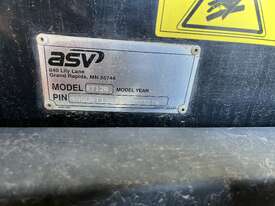 asv
840 Lily Lane
Grand Rapids, MN 55744
MODEL MODEL YEAR
PIN